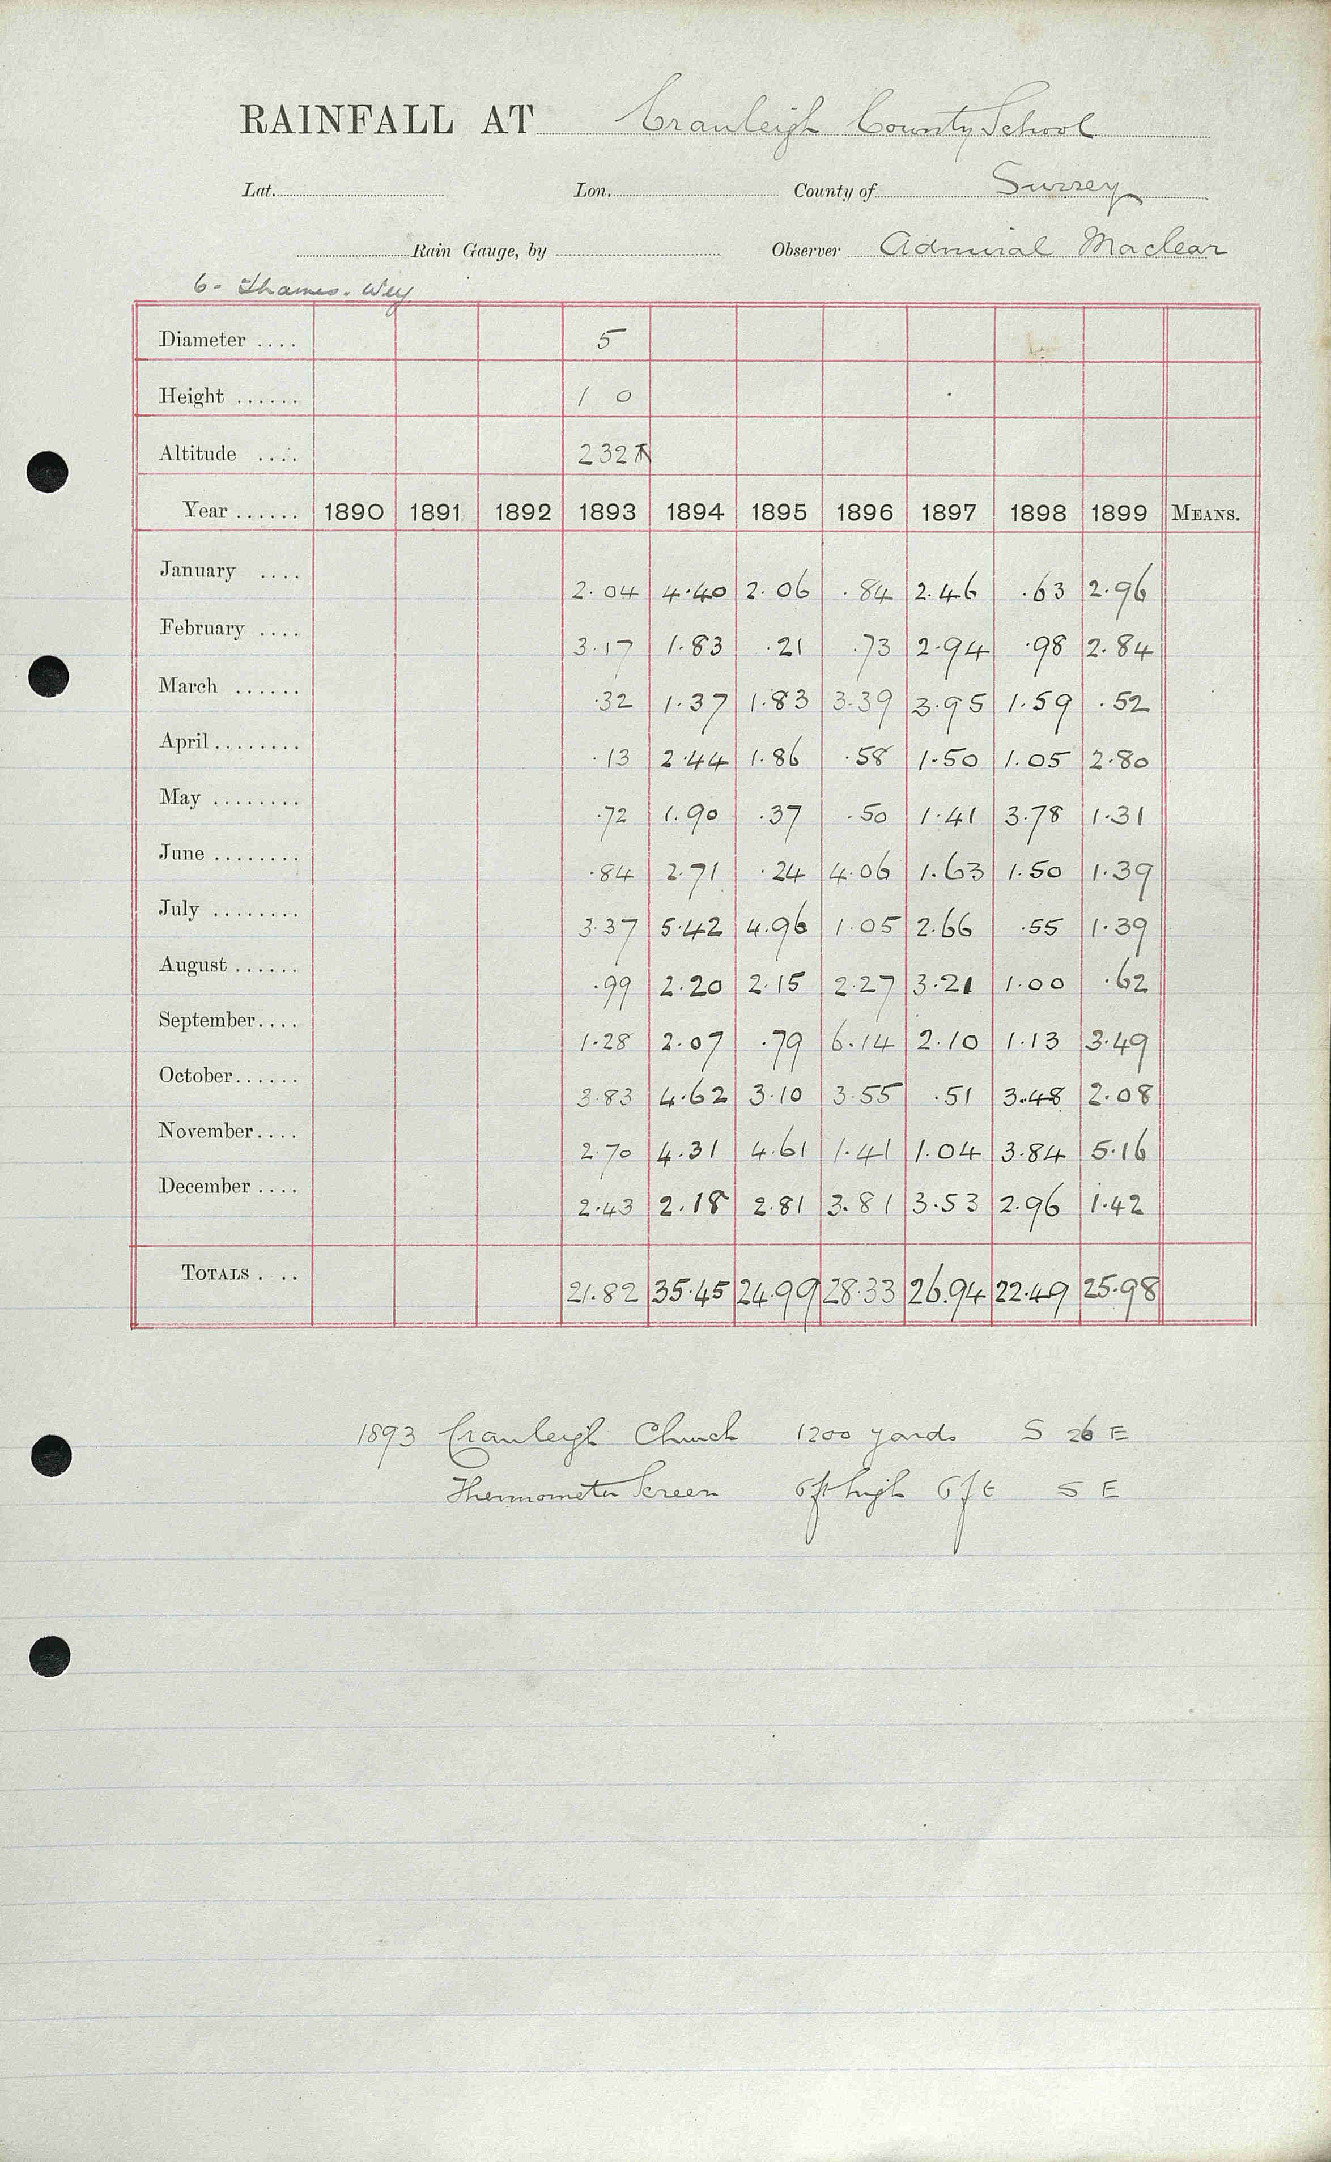 RAINFALL AT Cranleigh County School
Lat. Lon. County of Surrey
Rain Gauge, by Observer Admiral Maclear
6 - Thames. Wey
Diameter .... 5
Height ...... 1 0
Altitude .... 232
Year ...... 1890 1891 1892 1893 1894 1895 1896 1897 1898 1899 MEANS.
January .... 2.04 4.40 2.06 .84 2.46 .63 2.96
February .... 3.17 1.83 .21 .73 2.94 .98 2.84
March ...... .32 1.37 1.83 3.39 3.95 1.59 .52
April ........ .13 2.44 1.86 .58 1.50 1.05 2.80
May ........ .72 1.90 .37 .50 1.41 3.78 1.31
June ........ .84 2.71 .24 4.06 1.63 1.50 1.39
July ........ 3.37 5.42 4.96 1.05 2.66 .55 1.39
August ...... .99 2.20 2.15 2.27 3.21 1.00 .62
September.... 1.28 2.07 .79 6.14 2.10 1.13 3.49
October...... 3.83 4.62 3.10 3.55 .51 3.48 2.08
November.... 2.70 4.31 4.61 1.41 1.04 3.84 5.16
December .... 2.43 2.18 2.81 3.81 3.53 2.96 1.42
TOTALS . .. 21.82 35.45 24.99 28.33 26.94 22.49 25.98
1893 Cranleigh Church 1200 yards S 26 E
Thermometer Screen 6ft high 6 ft S E